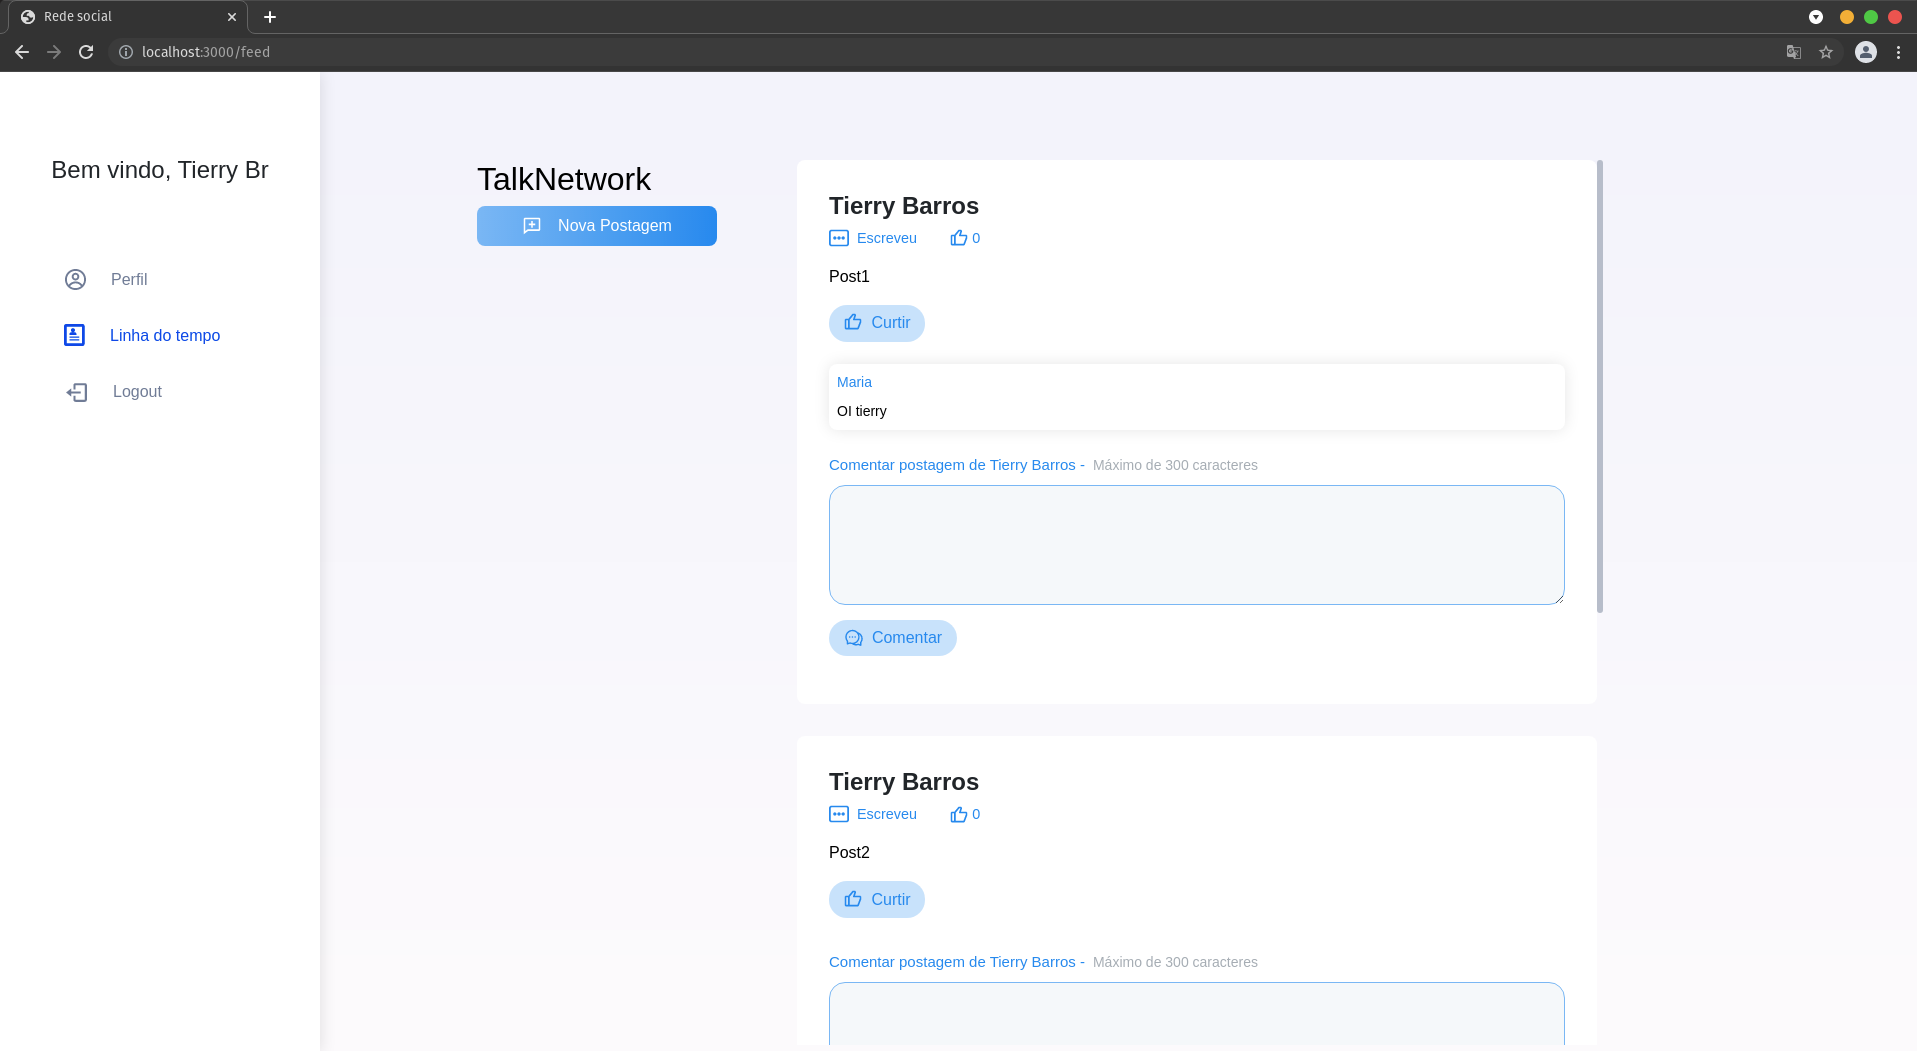 Rede social
localhost:3000/feed
Bem vindo, Tierry Br
Perfil
Linha do tempo
Logout
TalkNetwork
Nova Postagem
Tierry Barros
Escreveu 0
Post1
Curtir
Maria
OI tierry
Comentar postagem de Tierry Barros - Máximo de 300 caracteres
Comentar
Tierry Barros
Escreveu 0
Post2
Curtir
Comentar postagem de Tierry Barros - Máximo de 300 caracteres